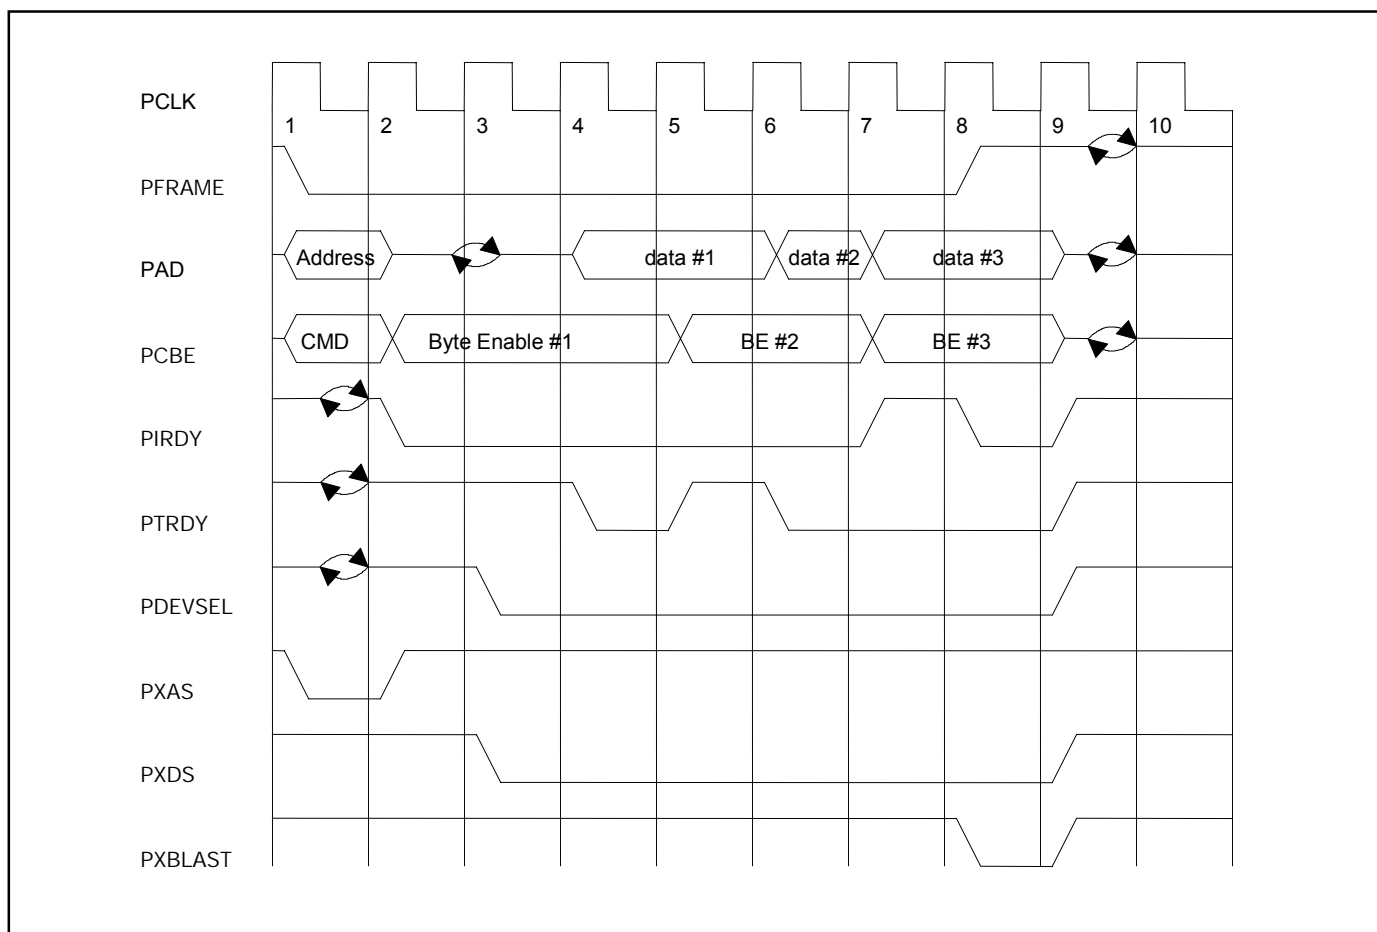 PCLK
1 2 3 4 5 6 7 8 9 10
PFRAME
PAD Address data #1 data #2 data #3
PCBE CMD Byte Enable #1 BE #2 BE #3
PIRDY
PTRDY
PDEVSEL
PXAS
PXDS
PXBLAST